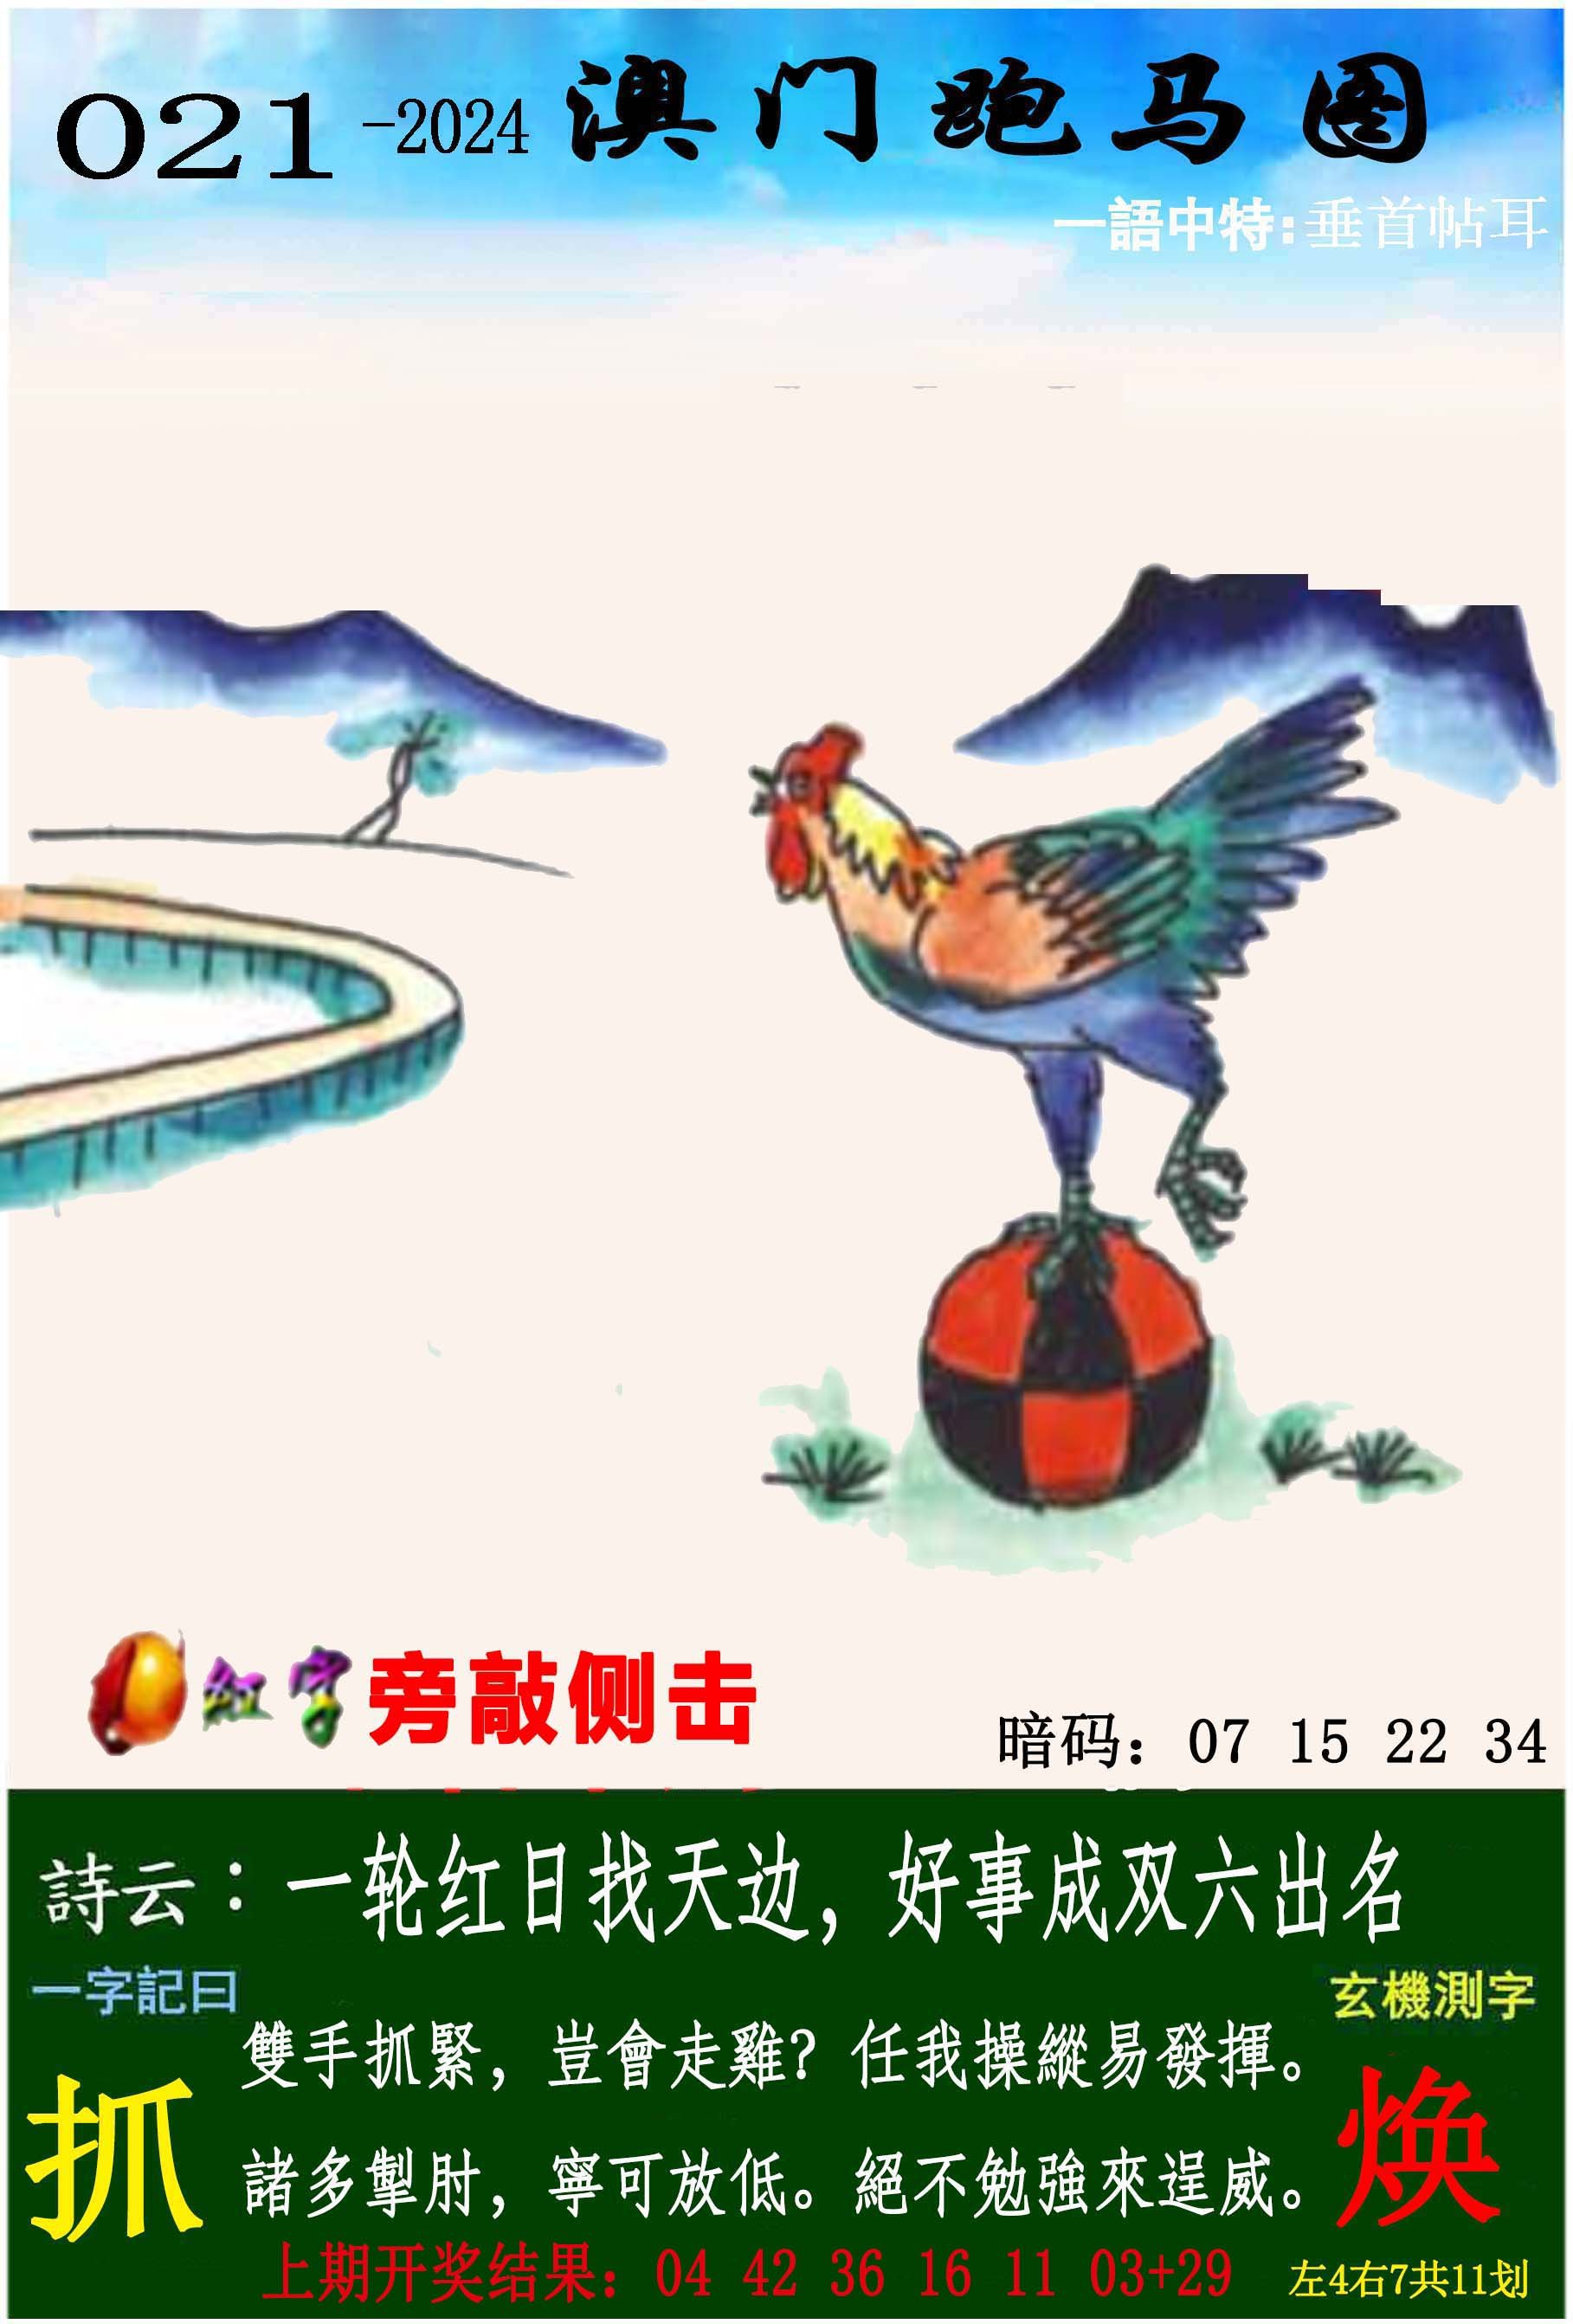 021-2024 澳门跑马图
一語中特:垂首帖耳
红字 旁敲侧击
暗码：07 15 22 34
詩云：一轮红日找天边，好事成双六出名
一字記曰
玄機測字
雙手抓緊，豈會走雞？任我操縱易發揮。
抓
焕
諸多掣肘，寧可放低。絕不勉強來逞威。
上期开奖结果：04 42 36 16 11 03+29
左4右7共11划